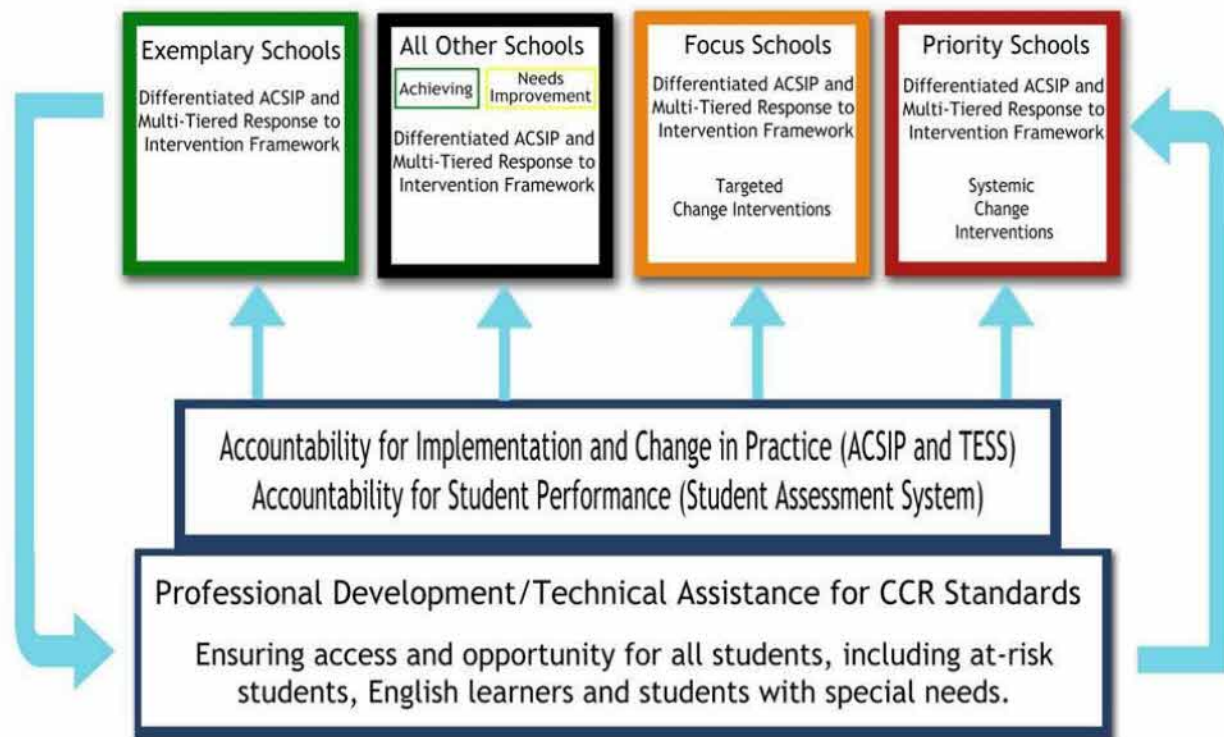 Exemplary Schools
Differentiated ACSIP and
Multi-Tiered Response to
Intervention Framework
All Other Schools
Achieving
Needs
Improvement
Differentiated ACSIP and
Multi-Tiered Response to
Intervention Framework
Focus Schools
Differentiated ACSIP and
Multi-Tiered Response to
Intervention Framework
Targeted
Change Interventions
Priority Schools
Differentiated ACSIP and
Multi-Tiered Response to
Intervention Framework
Systemic
Change
Interventions
Accountability for Implementation and Change in Practice (ACSIP and TESS)
Accountability for Student Performance (Student Assessment System)
Professional Development/Technical Assistance for CCR Standards
Ensuring access and opportunity for all students, including at-risk
students, English learners and students with special needs.